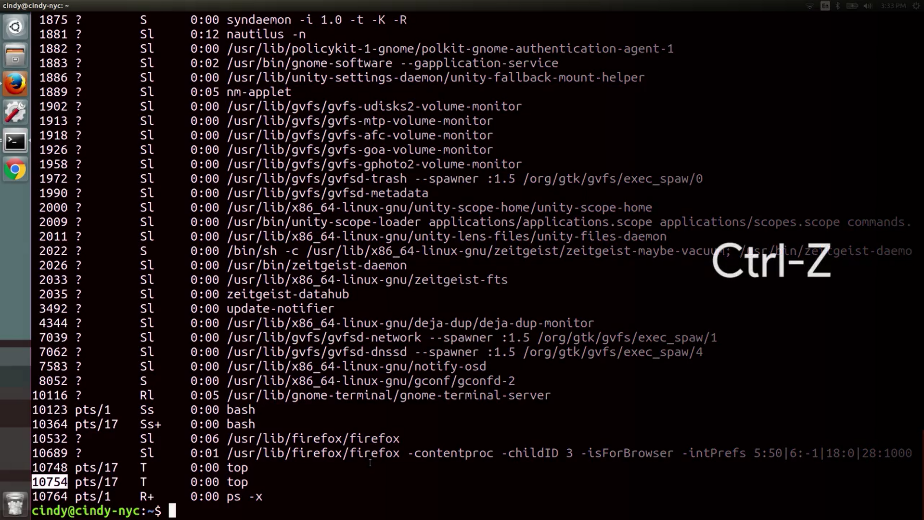 cindy@cindy-nyc: ~
3:33 PM
1875 ? S 0:00 syndaemon -i 1.0 -t -K -R
1881 ? Sl 0:12 nautilus -n
1882 ? Sl 0:00 /usr/lib/policykit-1-gnome/polkit-gnome-authentication-agent-1
1883 ? Sl 0:02 /usr/bin/gnome-software --gapplication-service
1886 ? Sl 0:00 /usr/lib/unity-settings-daemon/unity-fallback-mount-helper
1889 ? Sl 0:05 nm-applet
1902 ? Sl 0:00 /usr/lib/gvfs/gvfs-udisks2-volume-monitor
1913 ? Sl 0:00 /usr/lib/gvfs/gvfs-mtp-volume-monitor
1918 ? Sl 0:00 /usr/lib/gvfs/gvfs-afc-volume-monitor
1926 ? Sl 0:00 /usr/lib/gvfs/gvfs-goa-volume-monitor
1958 ? Sl 0:00 /usr/lib/gvfs/gvfs-gphoto2-volume-monitor
1972 ? Sl 0:00 /usr/lib/gvfs/gvfsd-trash --spawner :1.5 /org/gtk/gvfs/exec_spaw/0
1990 ? Sl 0:00 /usr/lib/gvfs/gvfsd-metadata
2000 ? Sl 0:00 /usr/lib/x86_64-linux-gnu/unity-scope-home/unity-scope-home
2009 ? Sl 0:00 /usr/bin/unity-scope-loader applications/applications.scope applications/scopes.scope commands.
2011 ? Sl 0:00 /usr/lib/x86_64-linux-gnu/unity-lens-files/unity-files-daemon
2022 ? S 0:00 /bin/sh -c /usr/lib/x86_64-linux-gnu/zeitgeist/zeitgeist-maybe-vacuum; /usr/bin/zeitgeist-daemo
2026 ? Sl 0:00 /usr/bin/zeitgeist-daemon
2033 ? Sl 0:00 /usr/lib/x86_64-linux-gnu/zeitgeist-fts
2035 ? Sl 0:00 zeitgeist-datahub
3492 ? Sl 0:00 update-notifier
4344 ? Sl 0:00 /usr/lib/x86_64-linux-gnu/deja-dup/deja-dup-monitor
7039 ? Sl 0:00 /usr/lib/gvfs/gvfsd-network --spawner :1.5 /org/gtk/gvfs/exec_spaw/1
7062 ? Sl 0:00 /usr/lib/gvfs/gvfsd-dnssd --spawner :1.5 /org/gtk/gvfs/exec_spaw/4
7583 ? Sl 0:00 /usr/lib/x86_64-linux-gnu/notify-osd
8052 ? S 0:00 /usr/lib/x86_64-linux-gnu/gconf/gconfd-2
10116 ? Rl 0:05 /usr/lib/gnome-terminal/gnome-terminal-server
10123 pts/1 Ss 0:00 bash
10364 pts/17 Ss+ 0:00 bash
10532 ? Sl 0:06 /usr/lib/firefox/firefox
10689 ? Sl 0:01 /usr/lib/firefox/firefox -contentproc -childID 3 -isForBrowser -intPrefs 5:50|6:-1|18:0|28:1000
10748 pts/17 T 0:00 top
10754 pts/17 T 0:00 top
10764 pts/1 R+ 0:00 ps -x
cindy@cindy-nyc:~$
Ctrl-Z